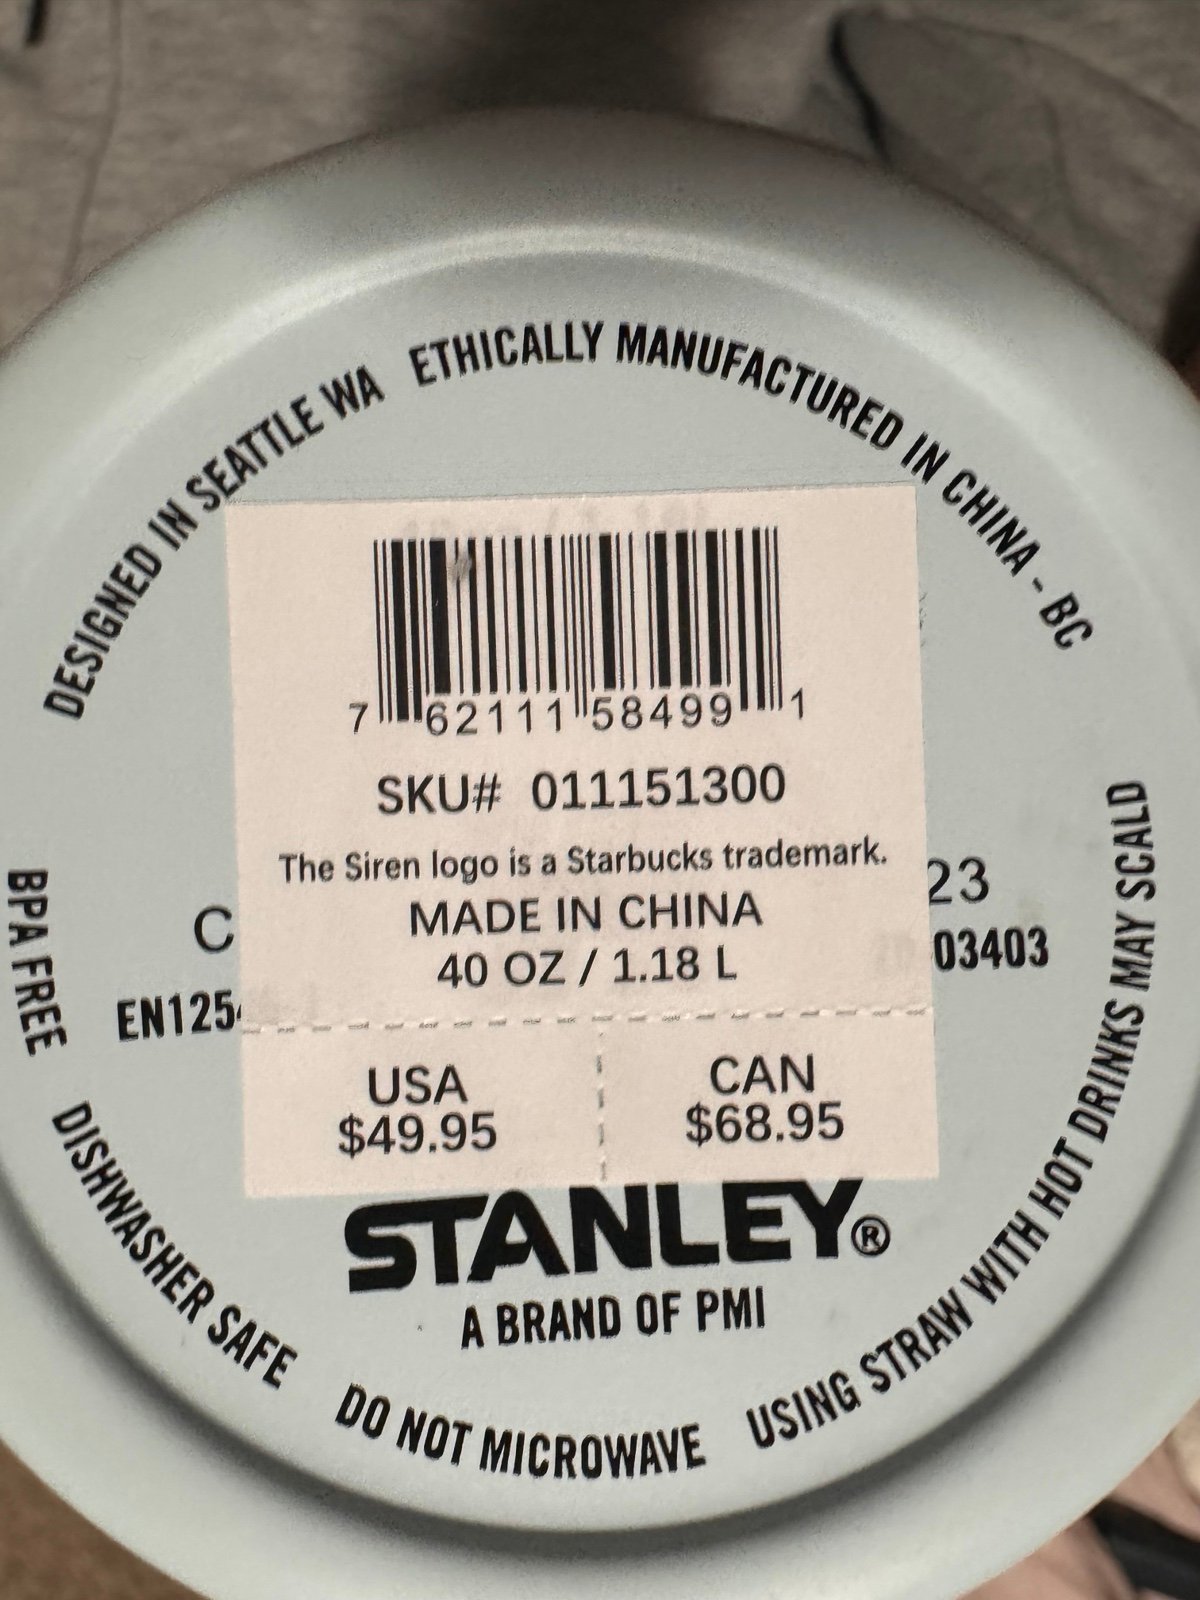 DESIGNED IN SEATTLE WA ETHICALLY MANUFACTURED IN CHINA - BC
7 62111 58499 1
SKU# 011151300
The Siren logo is a Starbucks trademark.
MADE IN CHINA
40 OZ / 1.18 L
C
23
03403
EN125
USA
$49.95
CAN
$68.95
STANLEY®
A BRAND OF PMI
BPA FREE
DISHWASHER SAFE
DO NOT MICROWAVE
USING STRAW WITH HOT DRINKS MAY SCALD